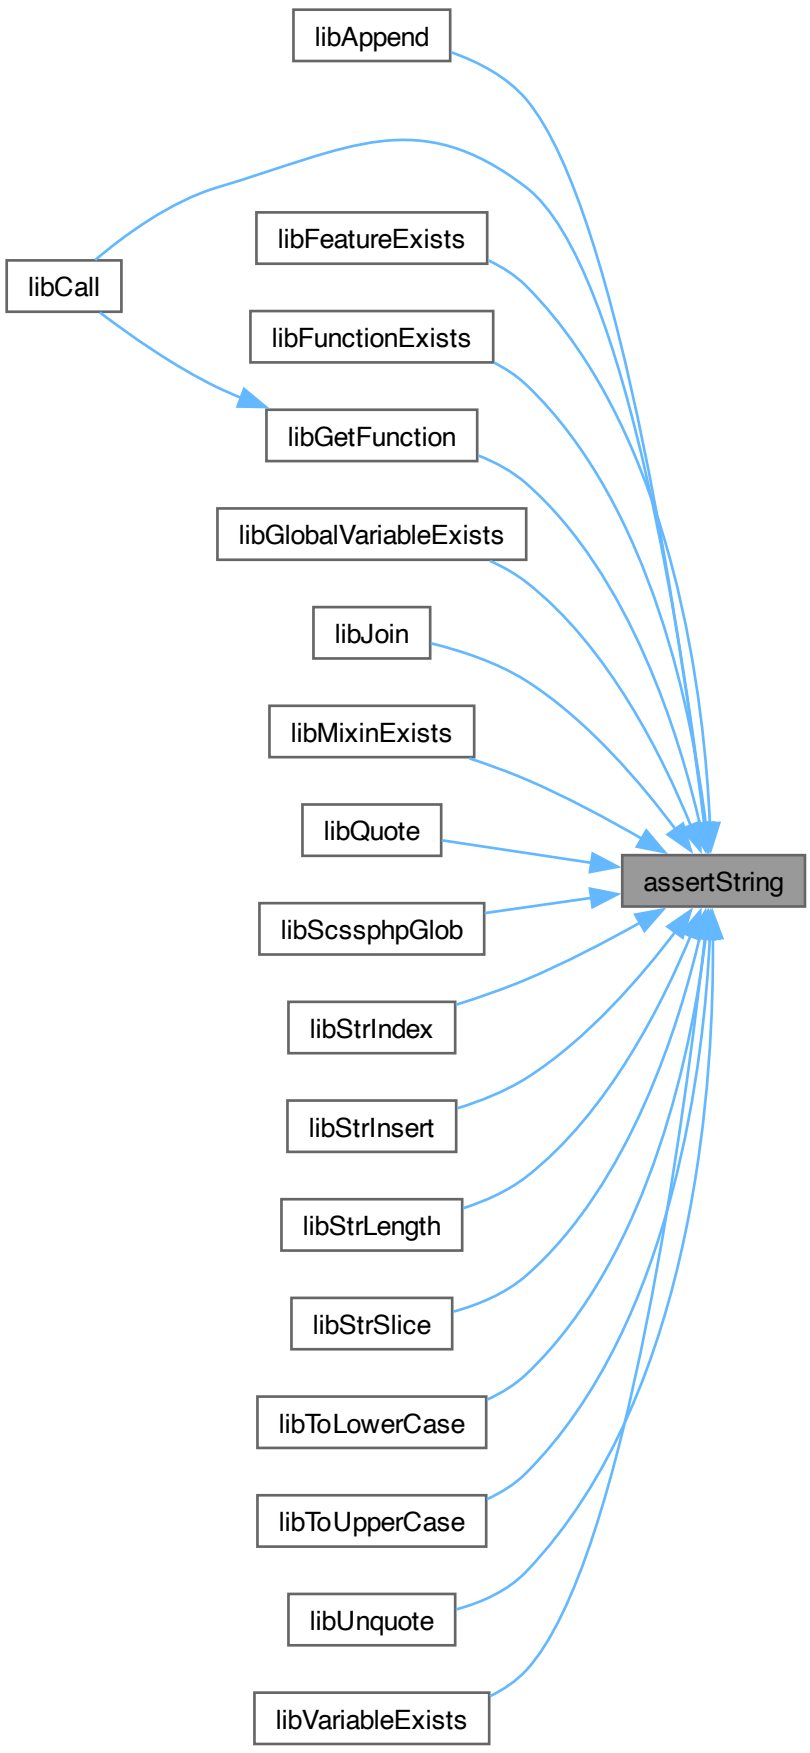 libAppend
libFeatureExists
libCall
libFunctionExists
libGetFunction
libGlobalVariableExists
libJoin
libMixinExists
libQuote
assertString
libScssphpGlob
libStrIndex
libStrInsert
libStrLength
libStrSlice
libToLowerCase
libToUpperCase
libUnquote
libVariableExists